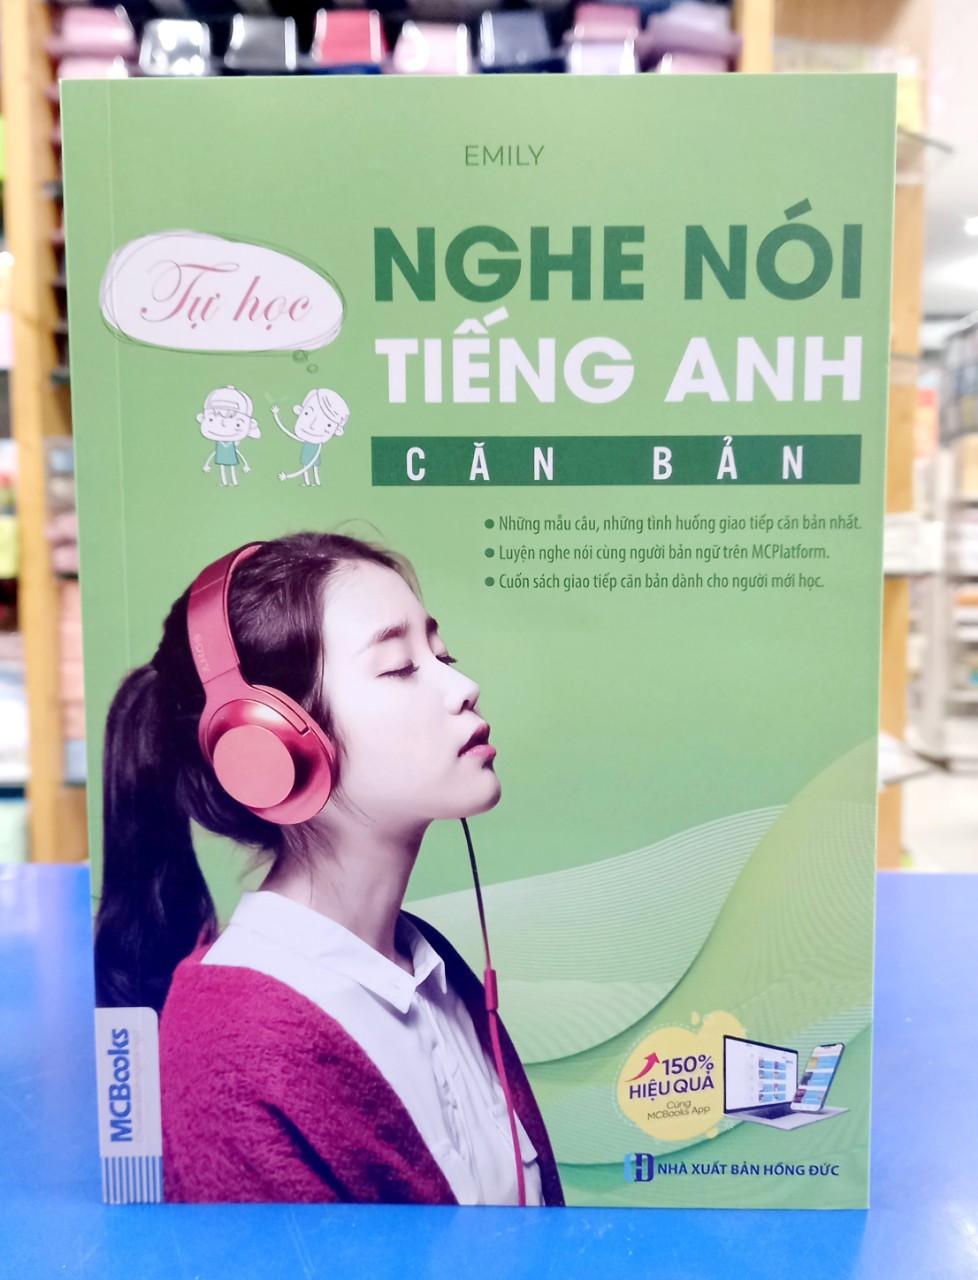 EMILY
Tự học
NGHE NÓI
TIẾNG ANH
CĂN BẢN
• Những mẫu câu, những tình huống giao tiếp căn bản nhất.
• Luyện nghe nói cùng người bản ngữ trên MCPlatform.
• Cuốn sách giao tiếp căn bản dành cho người mới học.
SONY
MCBooks
150%
HIỆU QUẢ
Cùng
MCBooks App
NHÀ XUẤT BẢN HỒNG ĐỨC